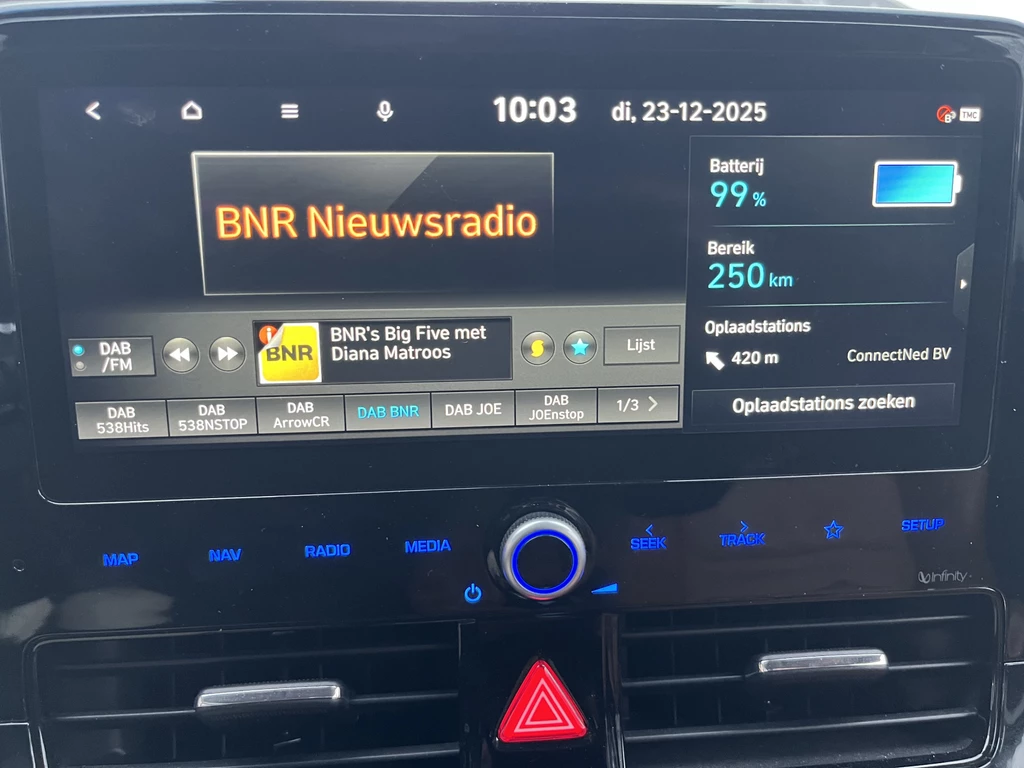 10:03 di, 23-12-2025
TMC
BNR Nieuwsradio
Batterij
99 %
Bereik
250 km
Oplaadstations
420 m ConnectNed BV
Oplaadstations zoeken
DAB
/FM
BNR
BNR's Big Five met
Diana Matroos
Lijst
DAB
538Hits
DAB
538NSTOP
DAB
ArrowCR
DAB BNR
DAB JOE
DAB
JOEnstop
1/3
MAP NAV RADIO MEDIA SEEK TRACK SETUP
Infinity